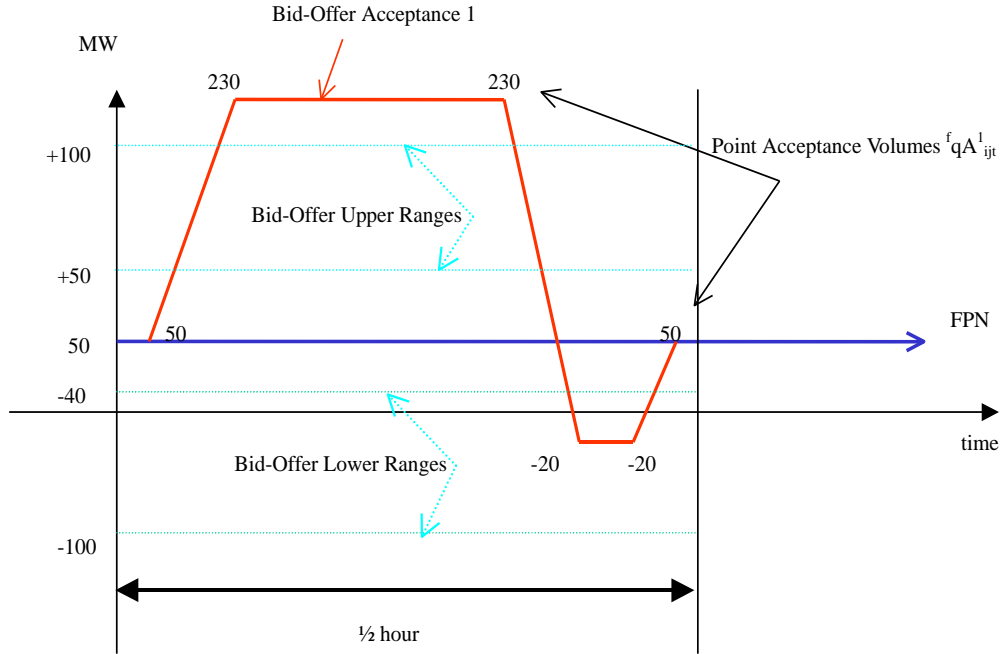 Bid-Offer Acceptance 1
MW
230
230
+100
Point Acceptance Volumes ᶠqA¹ᵢⱼₜ
Bid-Offer Upper Ranges
+50
50
50
FPN
50
-40
time
Bid-Offer Lower Ranges
-20
-20
-100
½ hour